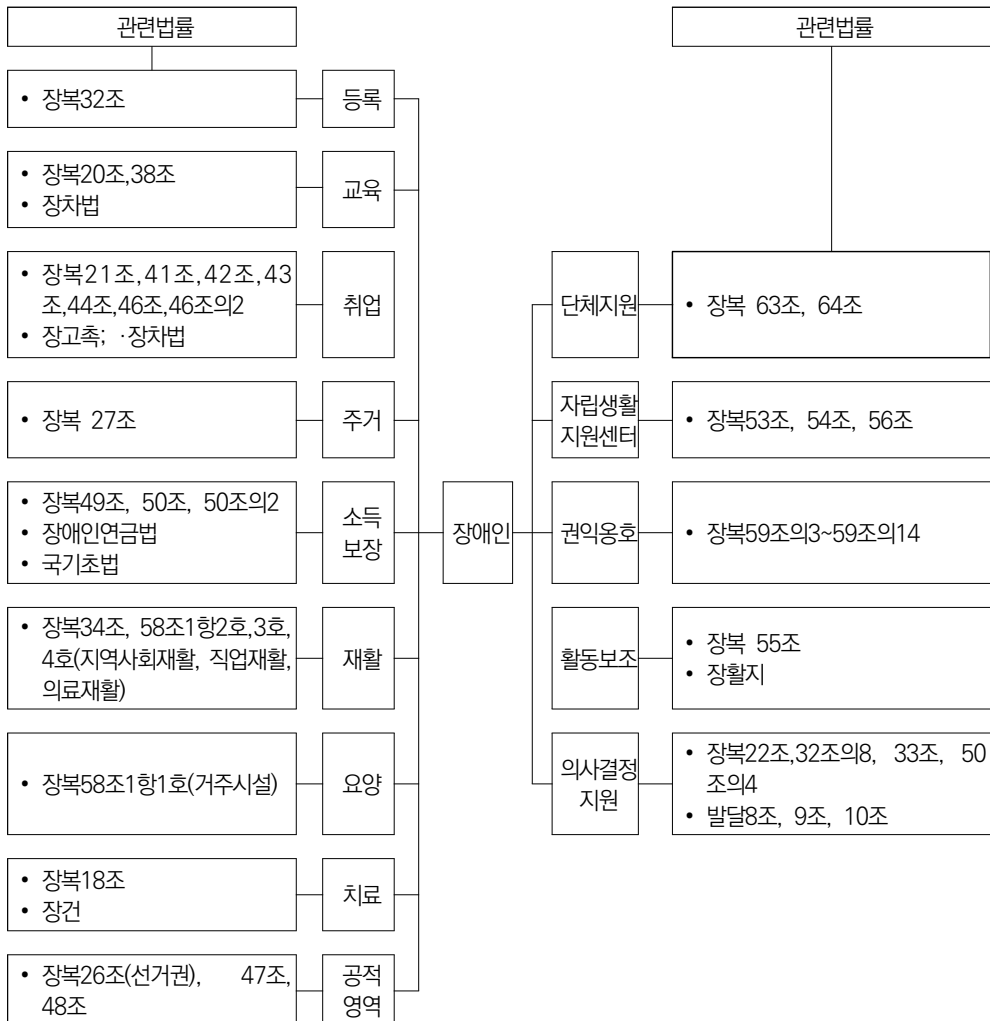 관련법률
• 장복32조
등록
• 장복20조,38조
• 장차법
교육
• 장복21조,41조,42조,43
조,44조,46조,46조의2
• 장고촉; ·장차법
취업
• 장복 27조
주거
• 장복49조, 50조, 50조의2
• 장애인연금법
• 국기초법
소득
보장
• 장복34조, 58조1항2호,3호,
4호(지역사회재활, 직업재활,
의료재활)
재활
• 장복58조1항1호(거주시설)
요양
• 장복18조
• 장건
치료
• 장복26조(선거권), 47조,
48조
공적
영역
장애인
관련법률
단체지원
• 장복 63조, 64조
자립생활
지원센터
• 장복53조, 54조, 56조
권익옹호
• 장복59조의3~59조의14
활동보조
• 장복 55조
• 장활지
의사결정
지원
• 장복22조,32조의8, 33조, 50
조의4
• 발달8조, 9조, 10조